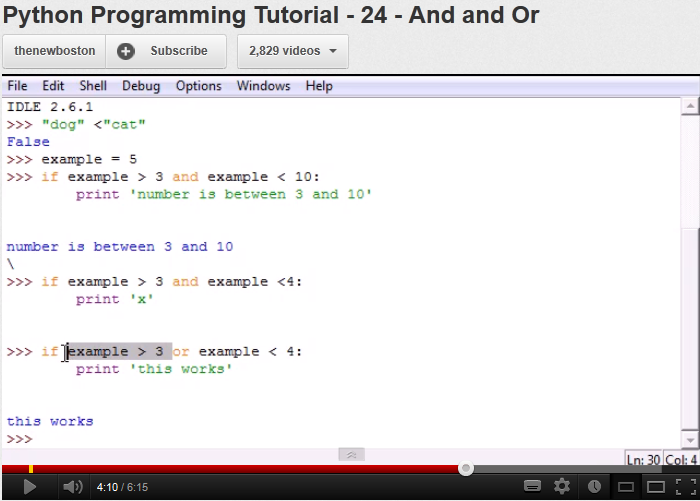 Python Programming Tutorial - 24 - And and Or
thenewboston + Subscribe 2,829 videos
File Edit Shell Debug Options Windows Help
IDLE 2.6.1
>>> "dog" <"cat"
False
>>> example = 5
>>> if example > 3 and example < 10:
        print 'number is between 3 and 10'
number is between 3 and 10
\
>>> if example > 3 and example <4:
        print 'x'
>>> if example > 3 or example < 4:
        print 'this works'
this works
>>>
Ln: 30 Col: 4
4:10 / 6:15